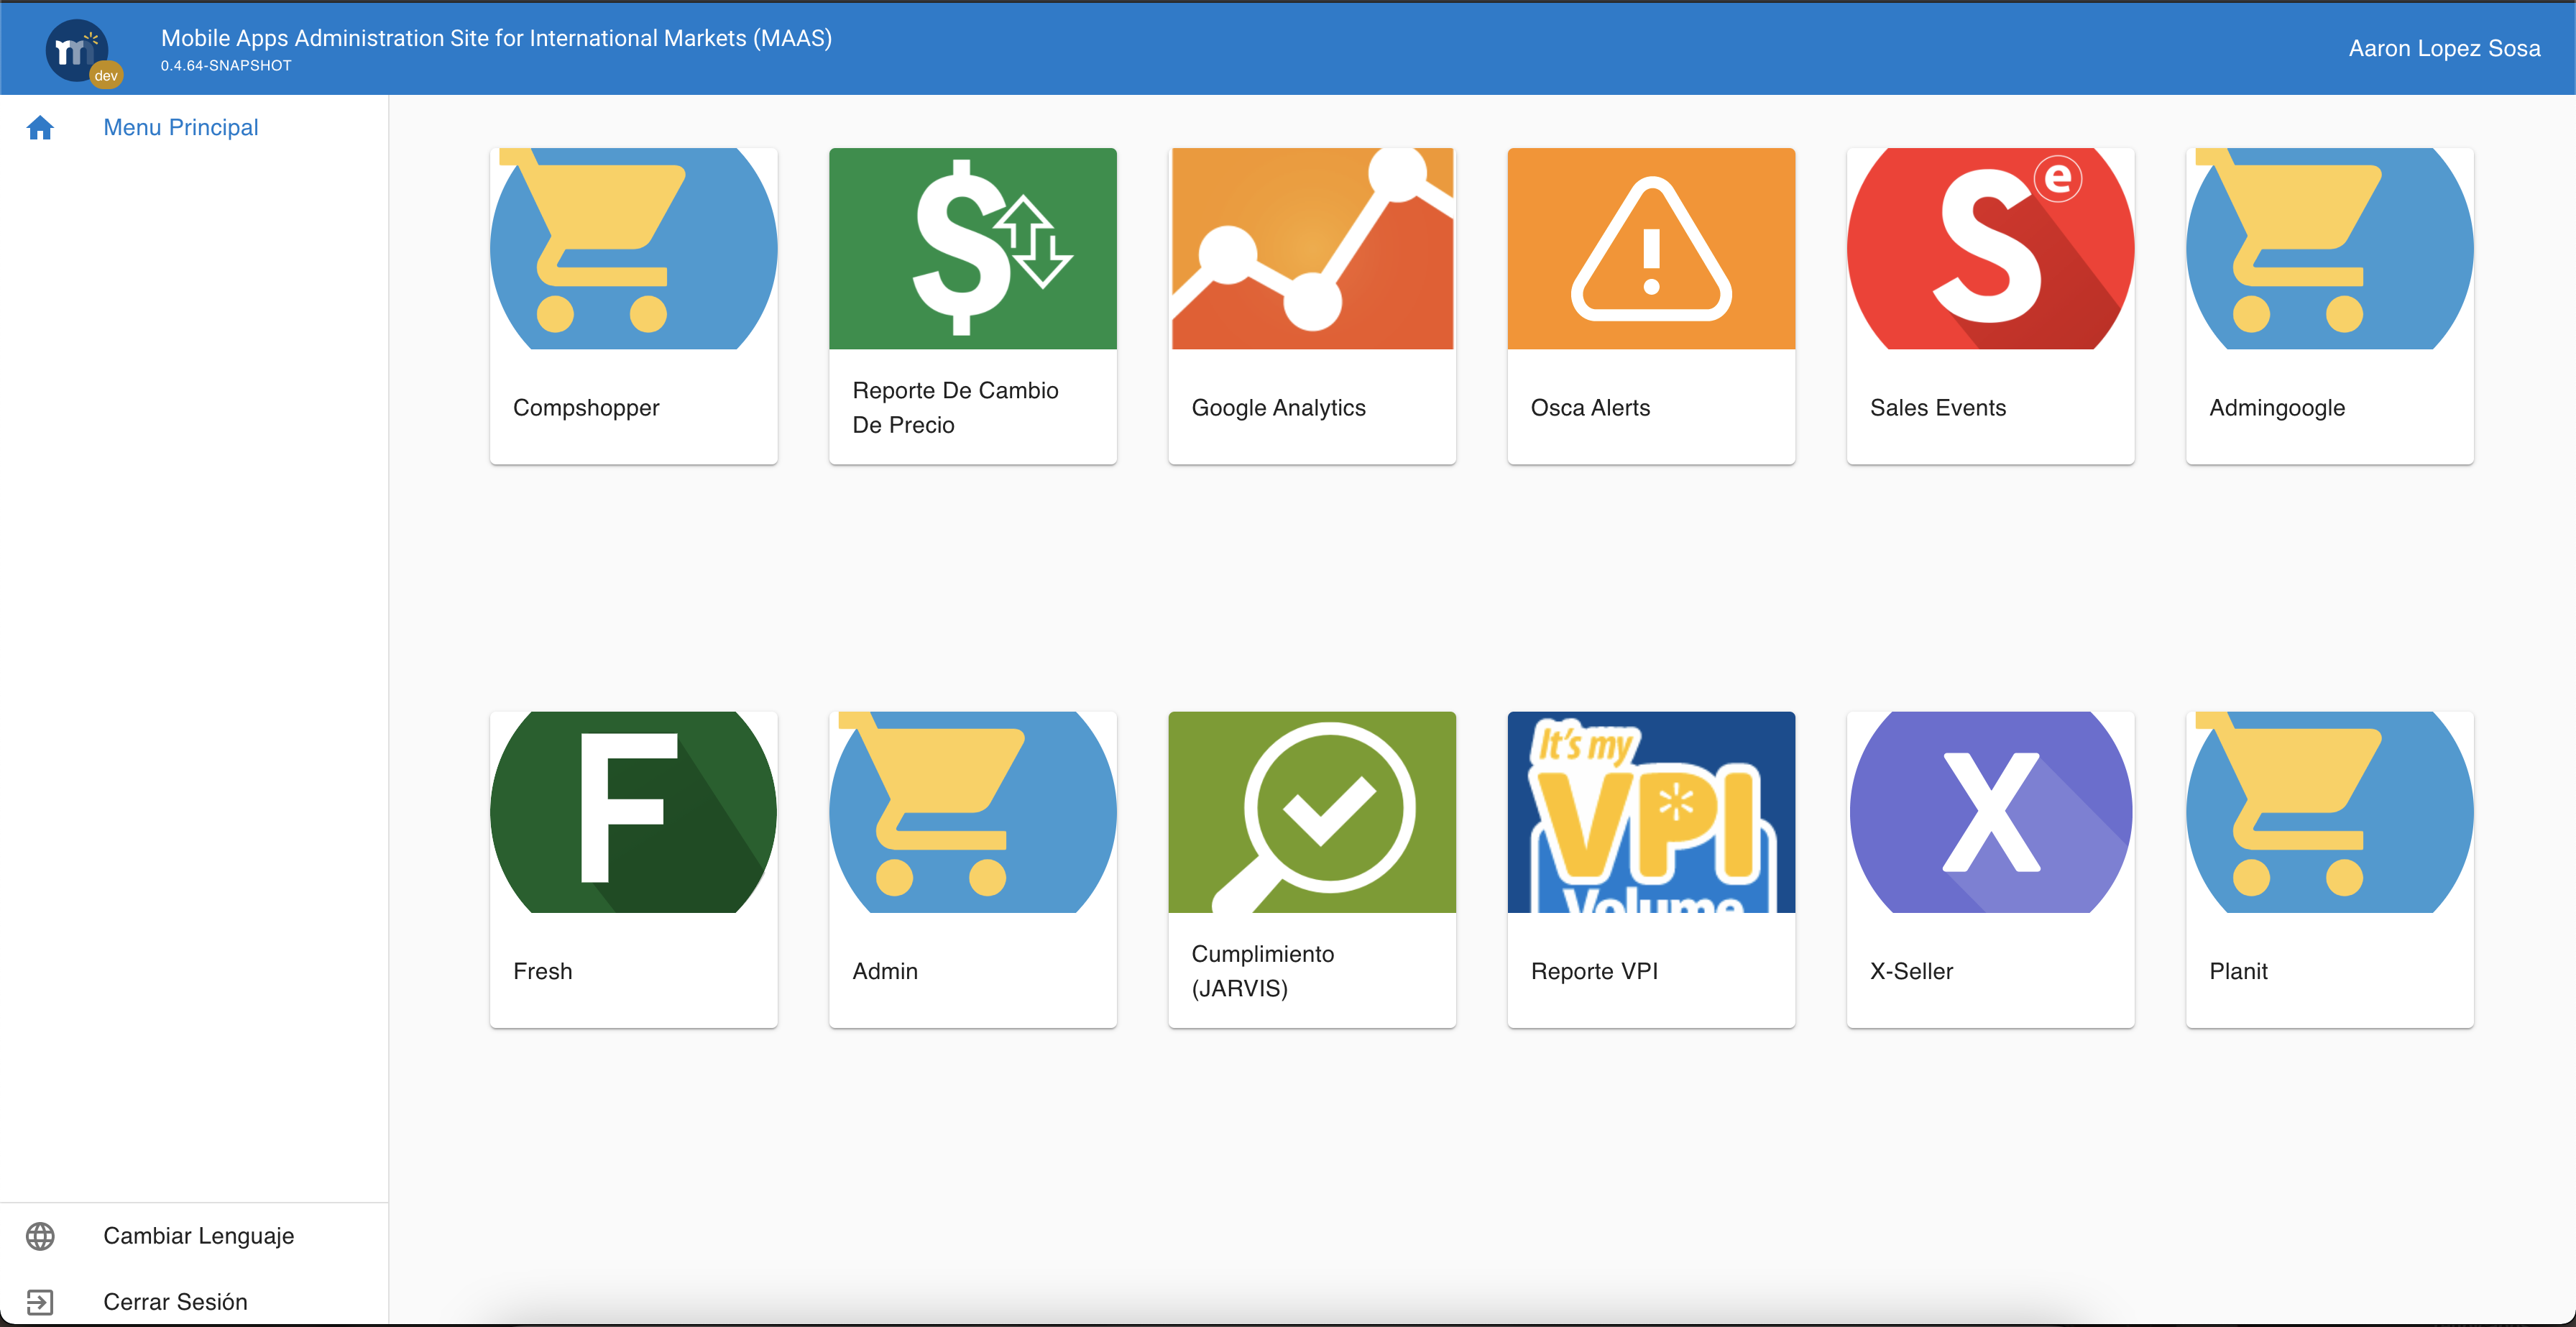 m
dev
Mobile Apps Administration Site for International Markets (MAAS)
0.4.64-SNAPSHOT
Aaron Lopez Sosa
Menu Principal
$
S
e
Compshopper
Reporte De Cambio
De Precio
Google Analytics
Osca Alerts
Sales Events
Admingoogle
F
It's my
VPI
Volume
X
Fresh
Admin
Cumplimiento
(JARVIS)
Reporte VPI
X-Seller
Planit
Cambiar Lenguaje
Cerrar Sesión